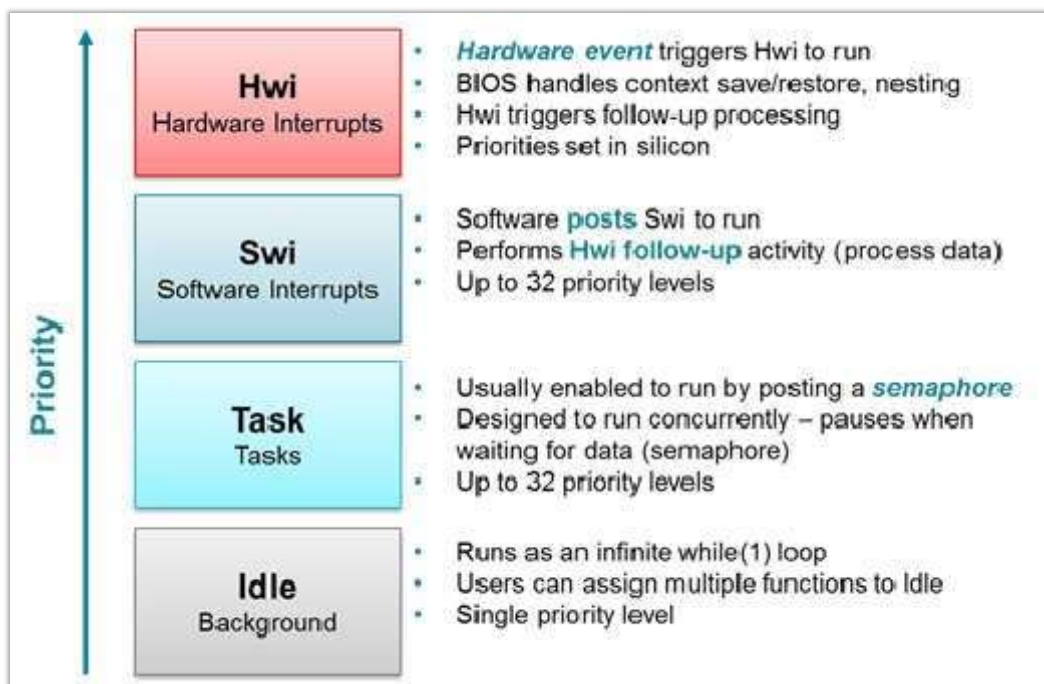 Priority
Hwi
Hardware Interrupts
• Hardware event triggers Hwi to run
• BIOS handles context save/restore, nesting
• Hwi triggers follow-up processing
• Priorities set in silicon
Swi
Software Interrupts
• Software posts Swi to run
• Performs Hwi follow-up activity (process data)
• Up to 32 priority levels
Task
Tasks
• Usually enabled to run by posting a semaphore
• Designed to run concurrently – pauses when
waiting for data (semaphore)
• Up to 32 priority levels
Idle
Background
• Runs as an infinite while(1) loop
• Users can assign multiple functions to Idle
• Single priority level